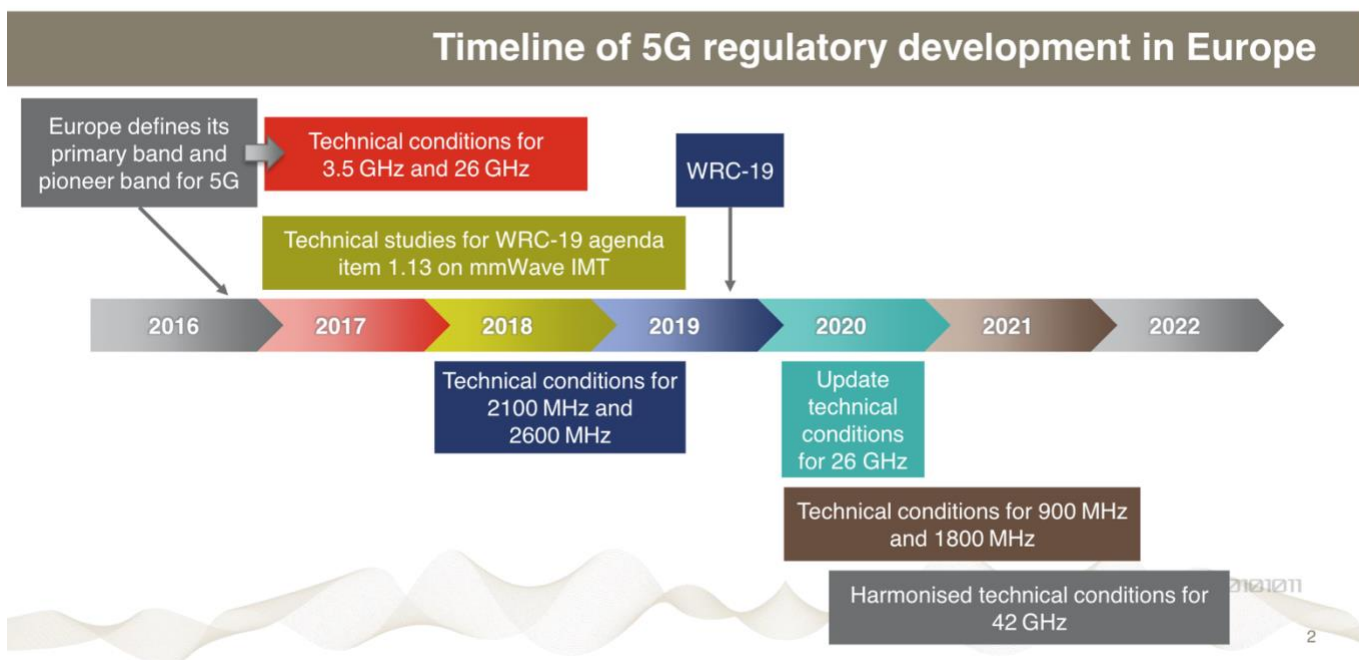 Timeline of 5G regulatory development in Europe
Europe defines its
primary band and
pioneer band for 5G
Technical conditions for
3.5 GHz and 26 GHz
WRC-19
Technical studies for WRC-19 agenda
item 1.13 on mmWave IMT
2016
2017
2018
2019
2020
2021
2022
Technical conditions for
2100 MHz and
2600 MHz
Update
technical
conditions
for 26 GHz
Technical conditions for 900 MHz
and 1800 MHz
Harmonised technical conditions for
42 GHz
2